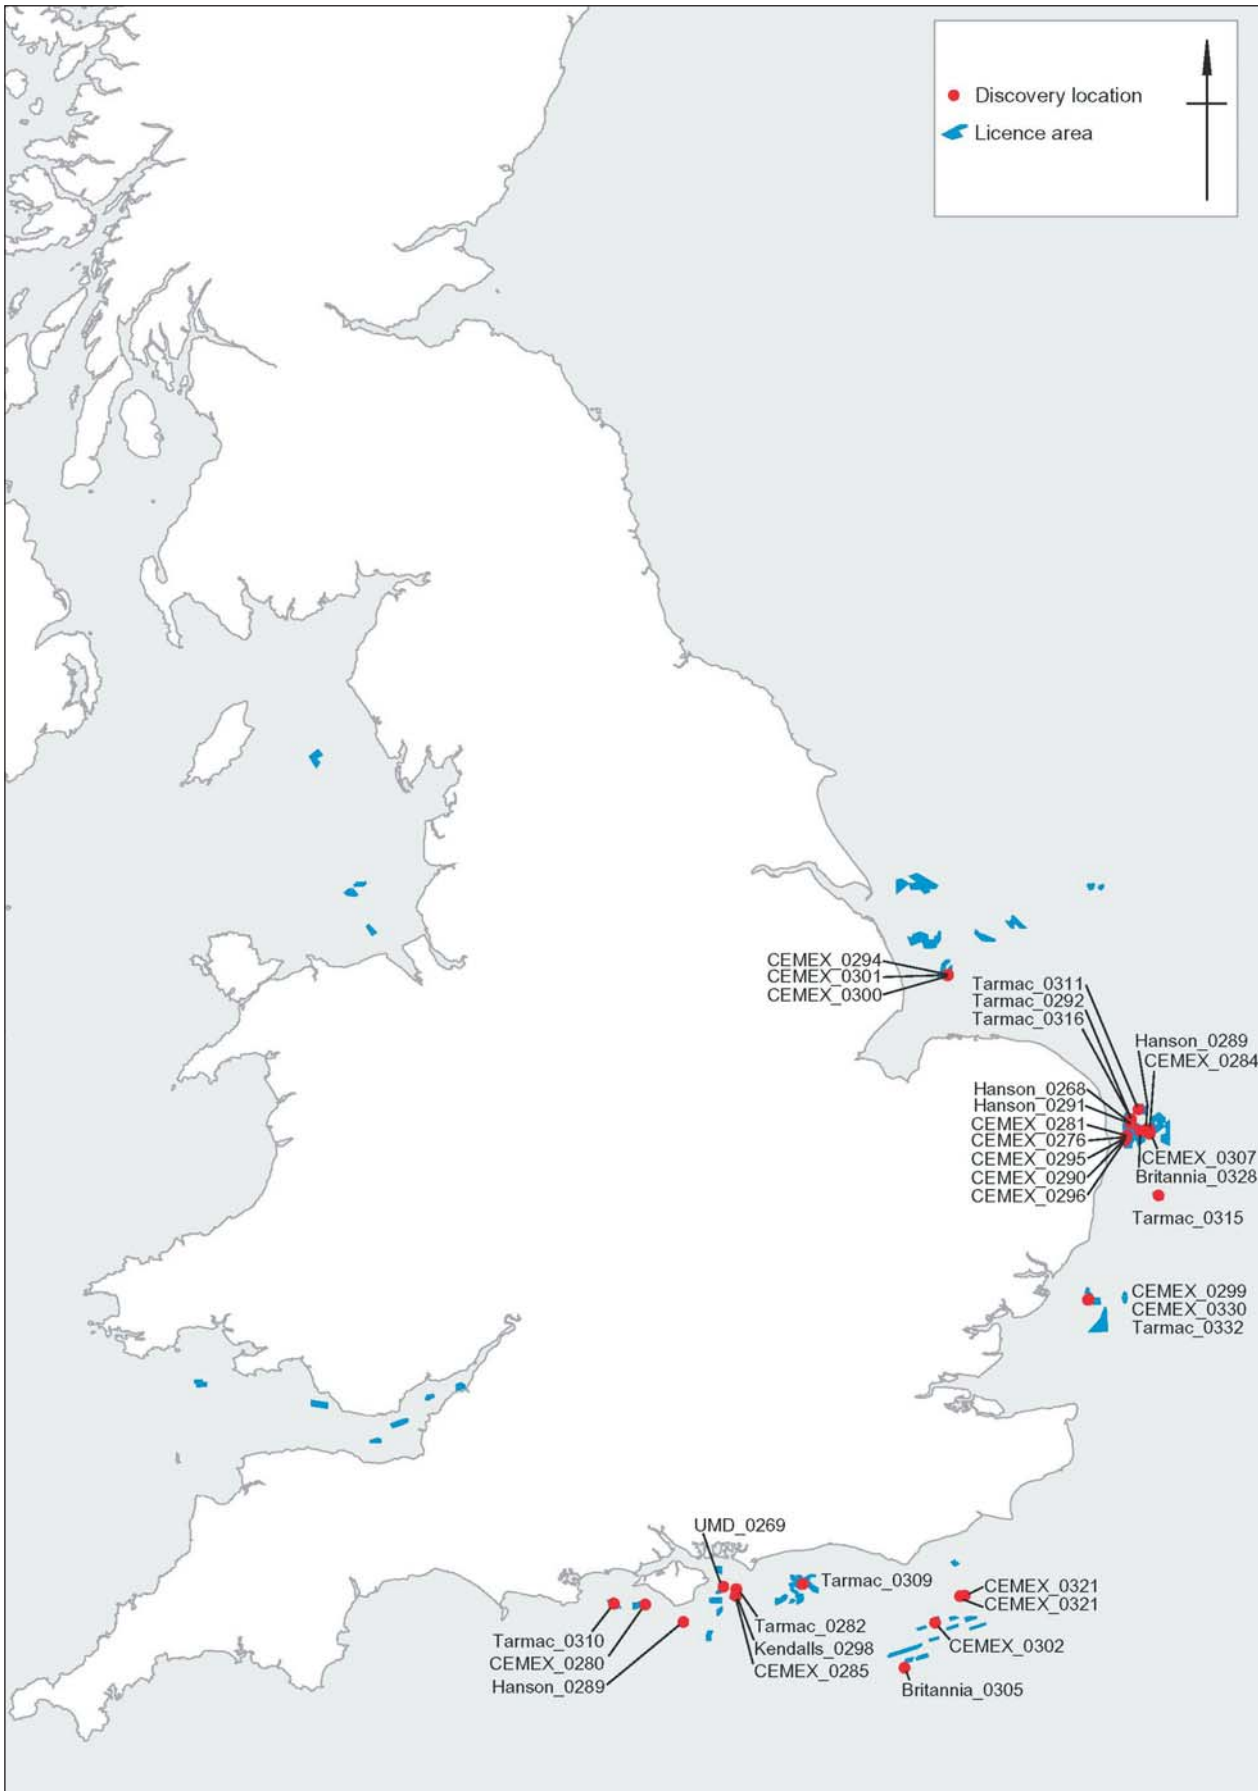 Discovery location
Licence area
CEMEX_0294
CEMEX_0301
CEMEX_0300
Tarmac_0311
Tarmac_0292
Tarmac_0316
Hanson_0289
CEMEX_0284
Hanson_0268
Hanson_0291
CEMEX_0281
CEMEX_0276
CEMEX_0295
CEMEX_0290
CEMEX_0296
CEMEX_0307
Britannia_0328
Tarmac_0315
CEMEX_0299
CEMEX_0330
Tarmac_0332
UMD_0269
Tarmac_0309
CEMEX_0321
CEMEX_0321
Tarmac_0282
Kendalls_0298
CEMEX_0285
CEMEX_0302
Tarmac_0310
CEMEX_0280
Hanson_0289
Britannia_0305